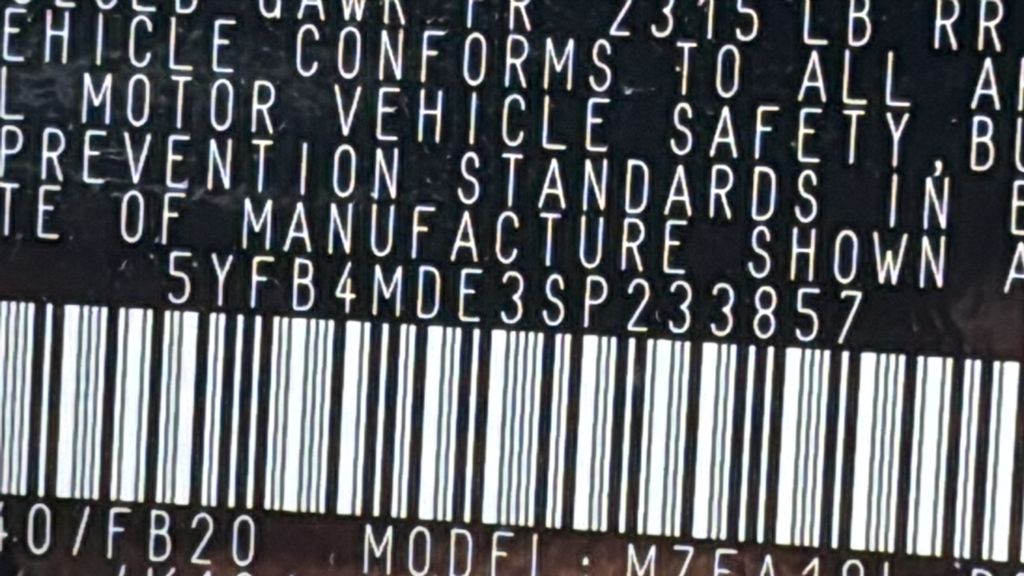 GAWR FR 2315 LB RR
EHICLE CONFORMS TO ALL A
L MOTOR VEHICLE SAFETY, BU
PREVENTION STANDARDS IN E
TE OF MANUFACTURE SHOWN A
5YFB4MDE3SP233857
40/FB20 MODEL:MZEA12L